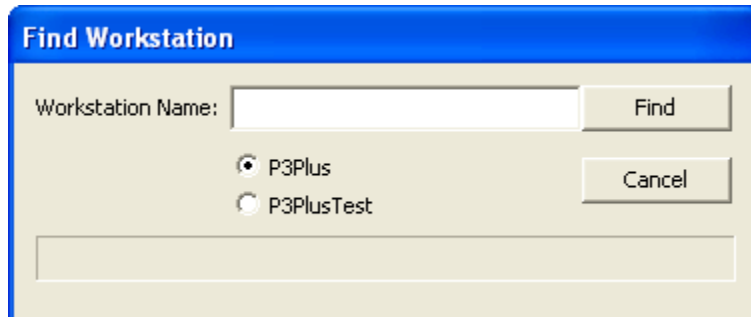 Find Workstation
Workstation Name: Find
P3Plus
Cancel
P3PlusTest